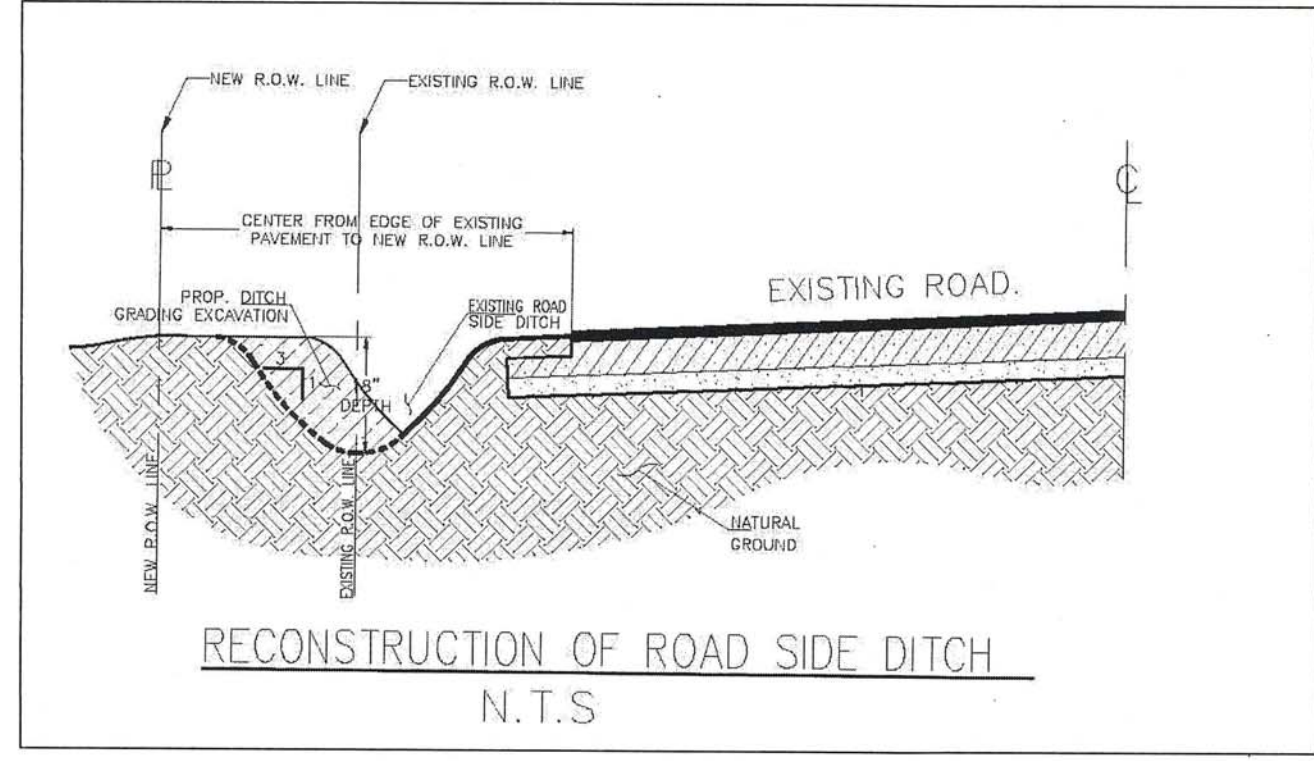 NEW R.O.W. LINE
EXISTING R.O.W. LINE
PL
CL
CENTER FROM EDGE OF EXISTING
PAVEMENT TO NEW R.O.W. LINE
EXISTING ROAD.
PROP. DITCH
GRADING EXCAVATION
EXISTING ROAD
SIDE DITCH
3
1
8"
DEPTH
NEW R.O.W. LINE
EXISTING R.O.W. LINE
NATURAL
GROUND
RECONSTRUCTION OF ROAD SIDE DITCH
N.T.S